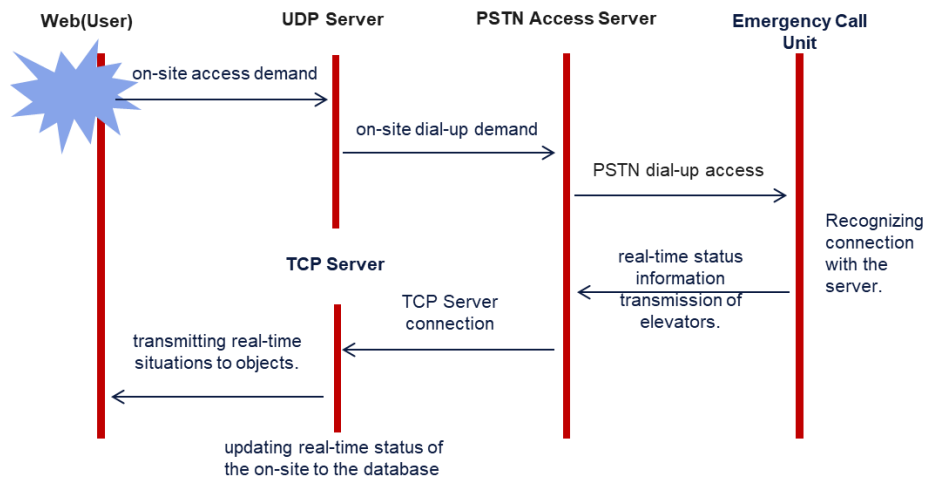 Web(User)
UDP Server
PSTN Access Server
Emergency Call
Unit
on-site access demand
on-site dial-up demand
PSTN dial-up access
Recognizing
connection
with the
server.
real-time status
information
transmission of
elevators.
TCP Server
TCP Server
connection
transmitting real-time
situations to objects.
updating real-time status of
the on-site to the database